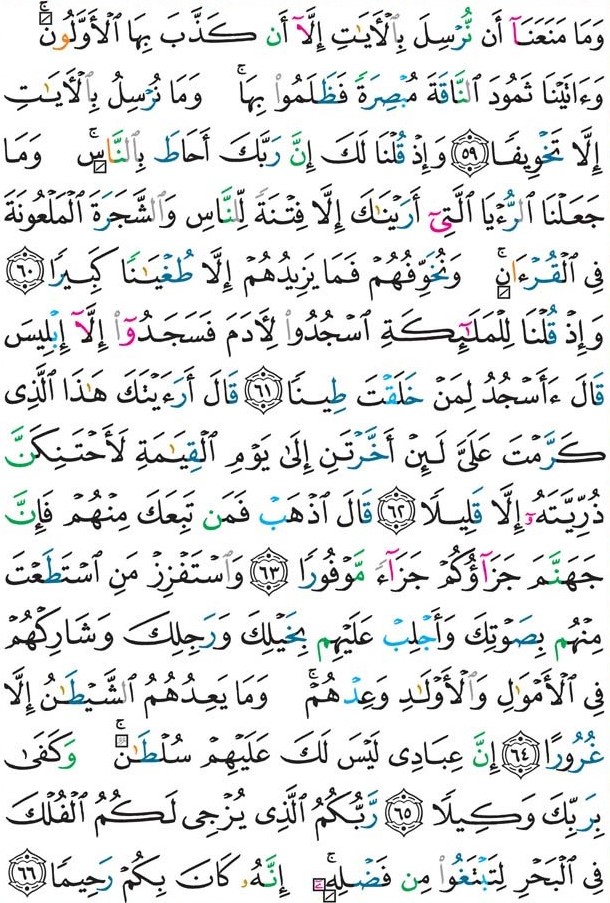 وَمَا مَنَعَنَآ أَن نُّرۡسِلَ بِٱلۡأٓيَٰتِ إِلَّآ أَن كَذَّبَ بِهَا ٱلۡأَوَّلُونَۚ
وَءَاتَيۡنَا ثَمُودَ ٱلنَّاقَةَ مُبۡصِرَةٗ فَظَلَمُواْ بِهَاۚ وَمَا نُرۡسِلُ بِٱلۡأٓيَٰتِ
إِلَّا تَخۡوِيفٗا ٥٩ وَإِذۡ قُلۡنَا لَكَ إِنَّ رَبَّكَ أَحَاطَ بِٱلنَّاسِۚ وَمَا
جَعَلۡنَا ٱلرُّءۡيَا ٱلَّتِيٓ أَرَيۡنَٰكَ إِلَّا فِتۡنَةٗ لِّلنَّاسِ وَٱلشَّجَرَةَ ٱلۡمَلۡعُونَةَ
فِي ٱلۡقُرۡءَانِۚ وَنُخَوِّفُهُمۡ فَمَا يَزِيدُهُمۡ إِلَّا طُغۡيَٰنٗا كَبِيرٗا ٦٠
وَإِذۡ قُلۡنَا لِلۡمَلَٰٓئِكَةِ ٱسۡجُدُواْ لِأٓدَمَ فَسَجَدُوٓاْ إِلَّآ إِبۡلِيسَ
قَالَ ءَأَسۡجُدُ لِمَنۡ خَلَقۡتَ طِينٗا ٦١ قَالَ أَرَءَيۡتَكَ هَٰذَا ٱلَّذِي
كَرَّمۡتَ عَلَيَّ لَئِنۡ أَخَّرۡتَنِ إِلَىٰ يَوۡمِ ٱلۡقِيَٰمَةِ لَأَحۡتَنِكَنَّ
ذُرِّيَّتَهُۥٓ إِلَّا قَلِيلٗا ٦٢ قَالَ ٱذۡهَبۡ فَمَن تَبِعَكَ مِنۡهُمۡ فَإِنَّ
جَهَنَّمَ جَزَآؤُكُمۡ جَزَآءٗ مَّوۡفُورٗا ٦٣ وَٱسۡتَفۡزِزۡ مَنِ ٱسۡتَطَعۡتَ
مِنۡهُم بِصَوۡتِكَ وَأَجۡلِبۡ عَلَيۡهِم بِخَيۡلِكَ وَرَجِلِكَ وَشَارِكۡهُمۡ
فِي ٱلۡأَمۡوَٰلِ وَٱلۡأَوۡلَٰدِ وَعِدۡهُمۡۚ وَمَا يَعِدُهُمُ ٱلشَّيۡطَٰنُ إِلَّا
غُرُورًا ٦٤ إِنَّ عِبَادِي لَيۡسَ لَكَ عَلَيۡهِمۡ سُلۡطَٰنٞۚ وَكَفَىٰ
بِرَبِّكَ وَكِيلٗا ٦٥ رَّبُّكُمُ ٱلَّذِي يُزۡجِي لَكُمُ ٱلۡفُلۡكَ
فِي ٱلۡبَحۡرِ لِتَبۡتَغُواْ مِن فَضۡلِهِۦٓۚ إِنَّهُۥ كَانَ بِكُمۡ رَحِيمٗا ٦٦